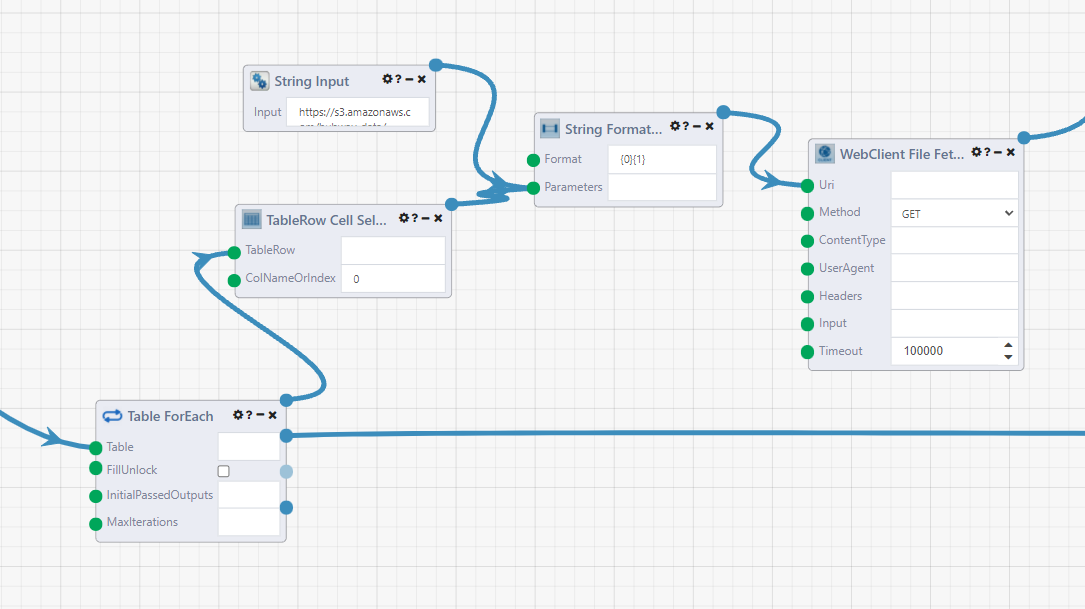 String Input
? − ×
Input
https://s3.amazonaws.c
String Format...
? − ×
Format
{0}{1}
Parameters
WebClient File Fet...
? − ×
Uri
Method
GET
ContentType
UserAgent
Headers
Input
Timeout
100000
TableRow Cell Sel...
? − ×
TableRow
ColNameOrIndex
0
Table ForEach
? − ×
Table
FillUnlock
InitialPassedOutputs
MaxIterations